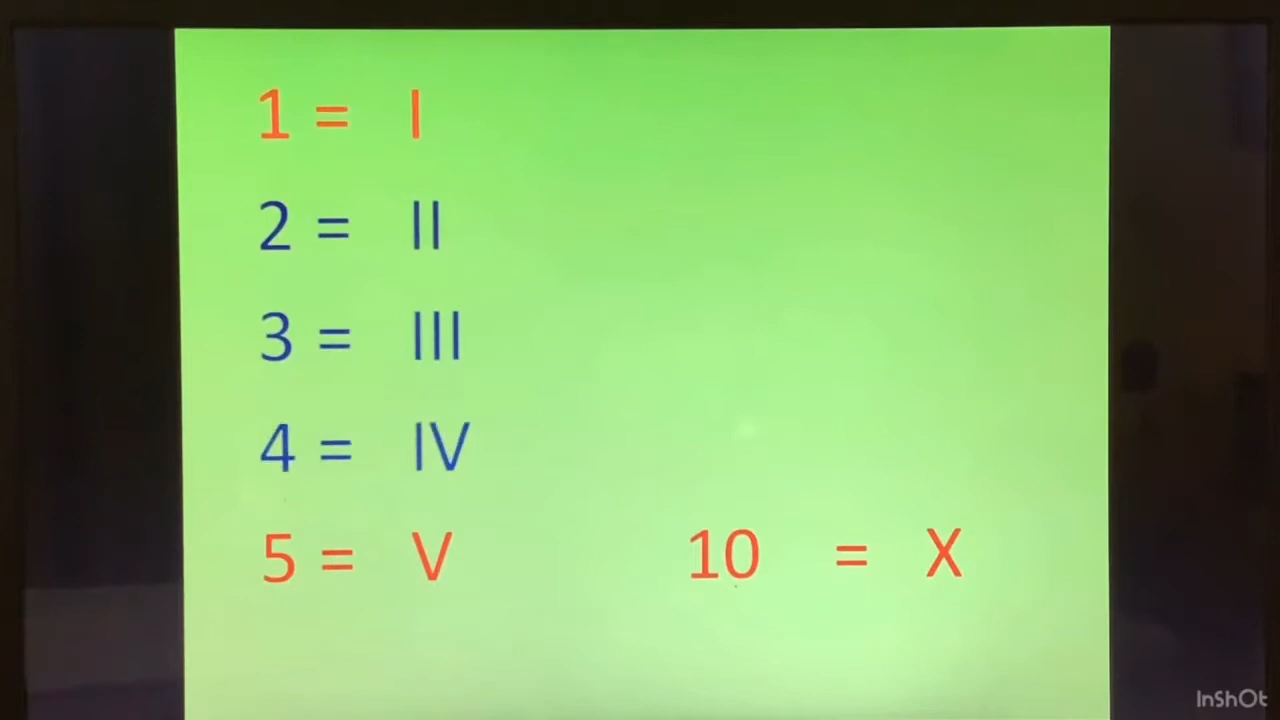 1 = I
2 = II
3 = III
4 = IV
5 = V
10 = X
InShOt